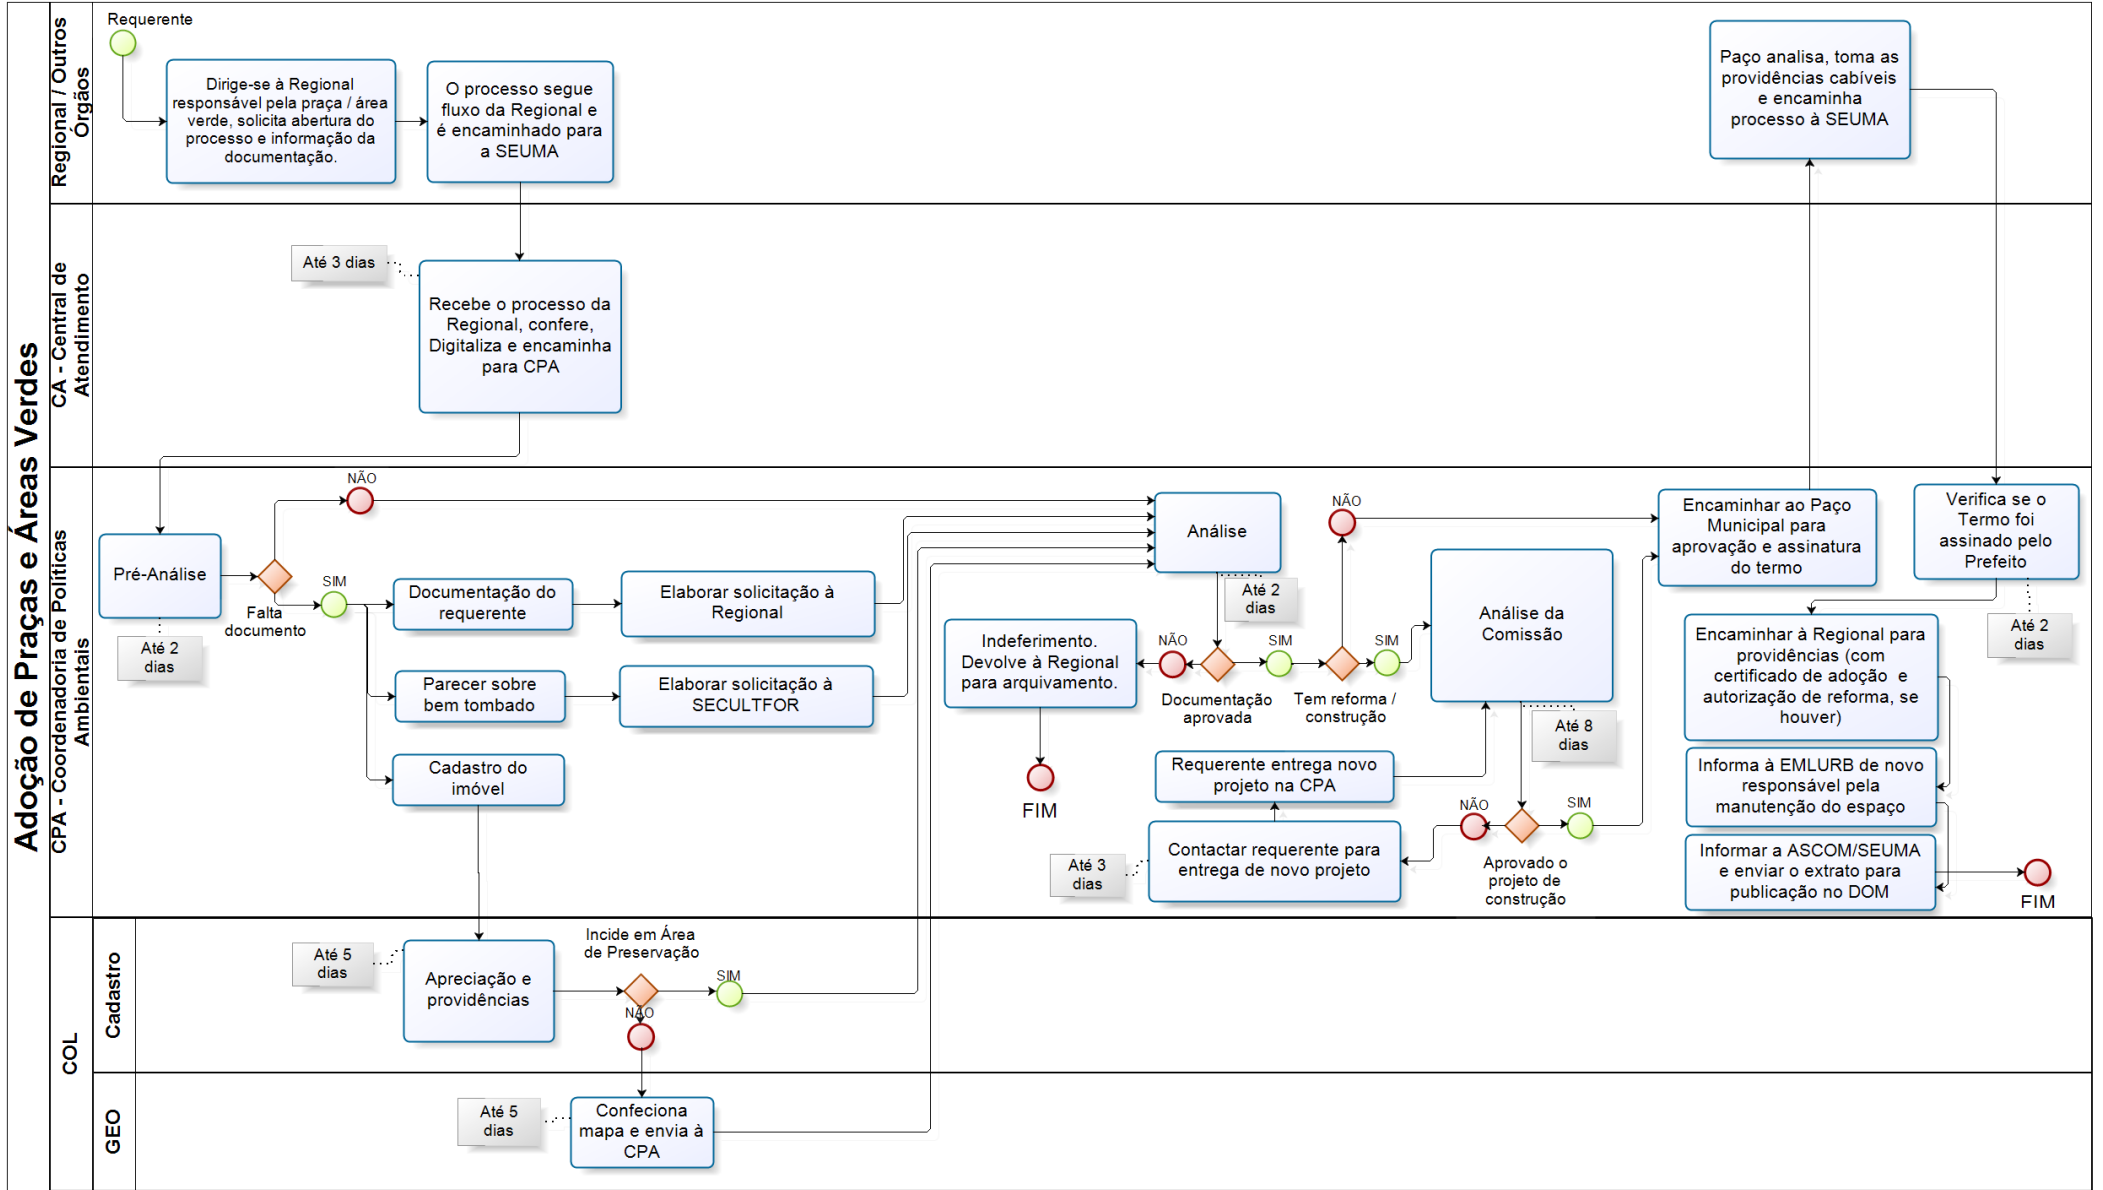 Adoção de Praças e Áreas Verdes
Regional / Outros
Órgãos
Requerente
Dirige-se à Regional
responsável pela praça / área
verde, solicita abertura do
processo e informação da
documentação.
O processo segue
fluxo da Regional e
é encaminhado para
a SEUMA
Paço analisa, toma as
providências cabíveis
e encaminha
processo à SEUMA
CA - Central de
Atendimento
Até 3 dias
Recebe o processo da
Regional, confere,
Digitaliza e encaminha
para CPA
CPA - Coordenadoria de Políticas
Ambientais
Pré-Análise
Até 2
dias
Falta
documento
NÃO
SIM
Documentação do
requerente
Elaborar solicitação à
Regional
Parecer sobre
bem tombado
Elaborar solicitação à
SECULTFOR
Cadastro do
imóvel
Análise
Até 2
dias
Indeferimento.
Devolve à Regional
para arquivamento.
FIM
NÃO
Documentação
aprovada
SIM
NÃO
Tem reforma /
construção
SIM
Análise da
Comissão
Até 8
dias
Requerente entrega novo
projeto na CPA
Contactar requerente para
entrega de novo projeto
Até 3
dias
NÃO
SIM
Aprovado o
projeto de
construção
Encaminhar ao Paço
Municipal para
aprovação e assinatura
do termo
Verifica se o
Termo foi
assinado pelo
Prefeito
Até 2
dias
Encaminhar à Regional para
providências (com
certificado de adoção e
autorização de reforma, se
houver)
Informa à EMLURB de novo
responsável pela
manutenção do espaço
Informar a ASCOM/SEUMA
e enviar o extrato para
publicação no DOM
FIM
COL
Cadastro
Até 5
dias
Apreciação e
providências
Incide em Área
de Preservação
SIM
NÃO
GEO
Até 5
dias
Confeciona
mapa e envia à
CPA